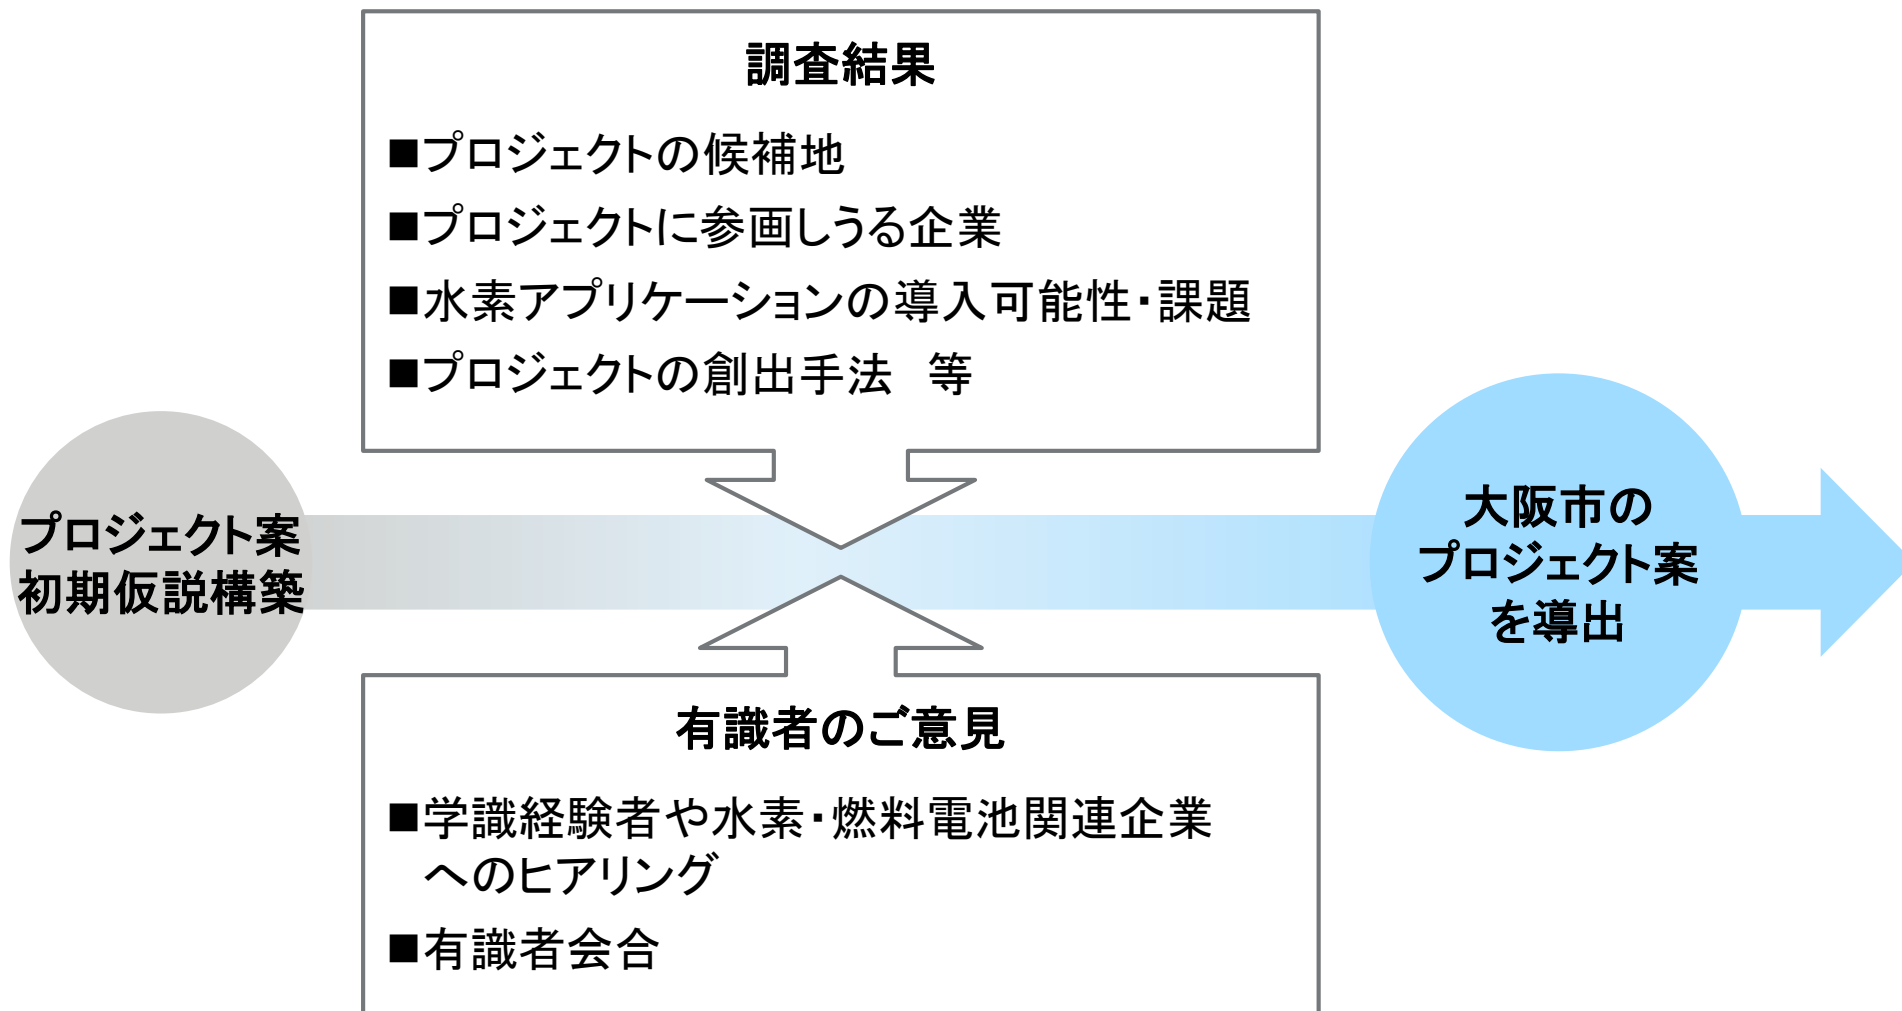 調査結果
■プロジェクトの候補地
■プロジェクトに参画しうる企業
■水素アプリケーションの導入可能性・課題
■プロジェクトの創出手法　等
プロジェクト案
初期仮説構築
大阪市の
プロジェクト案
を導出
有識者のご意見
■学識経験者や水素・燃料電池関連企業
へのヒアリング
■有識者会合